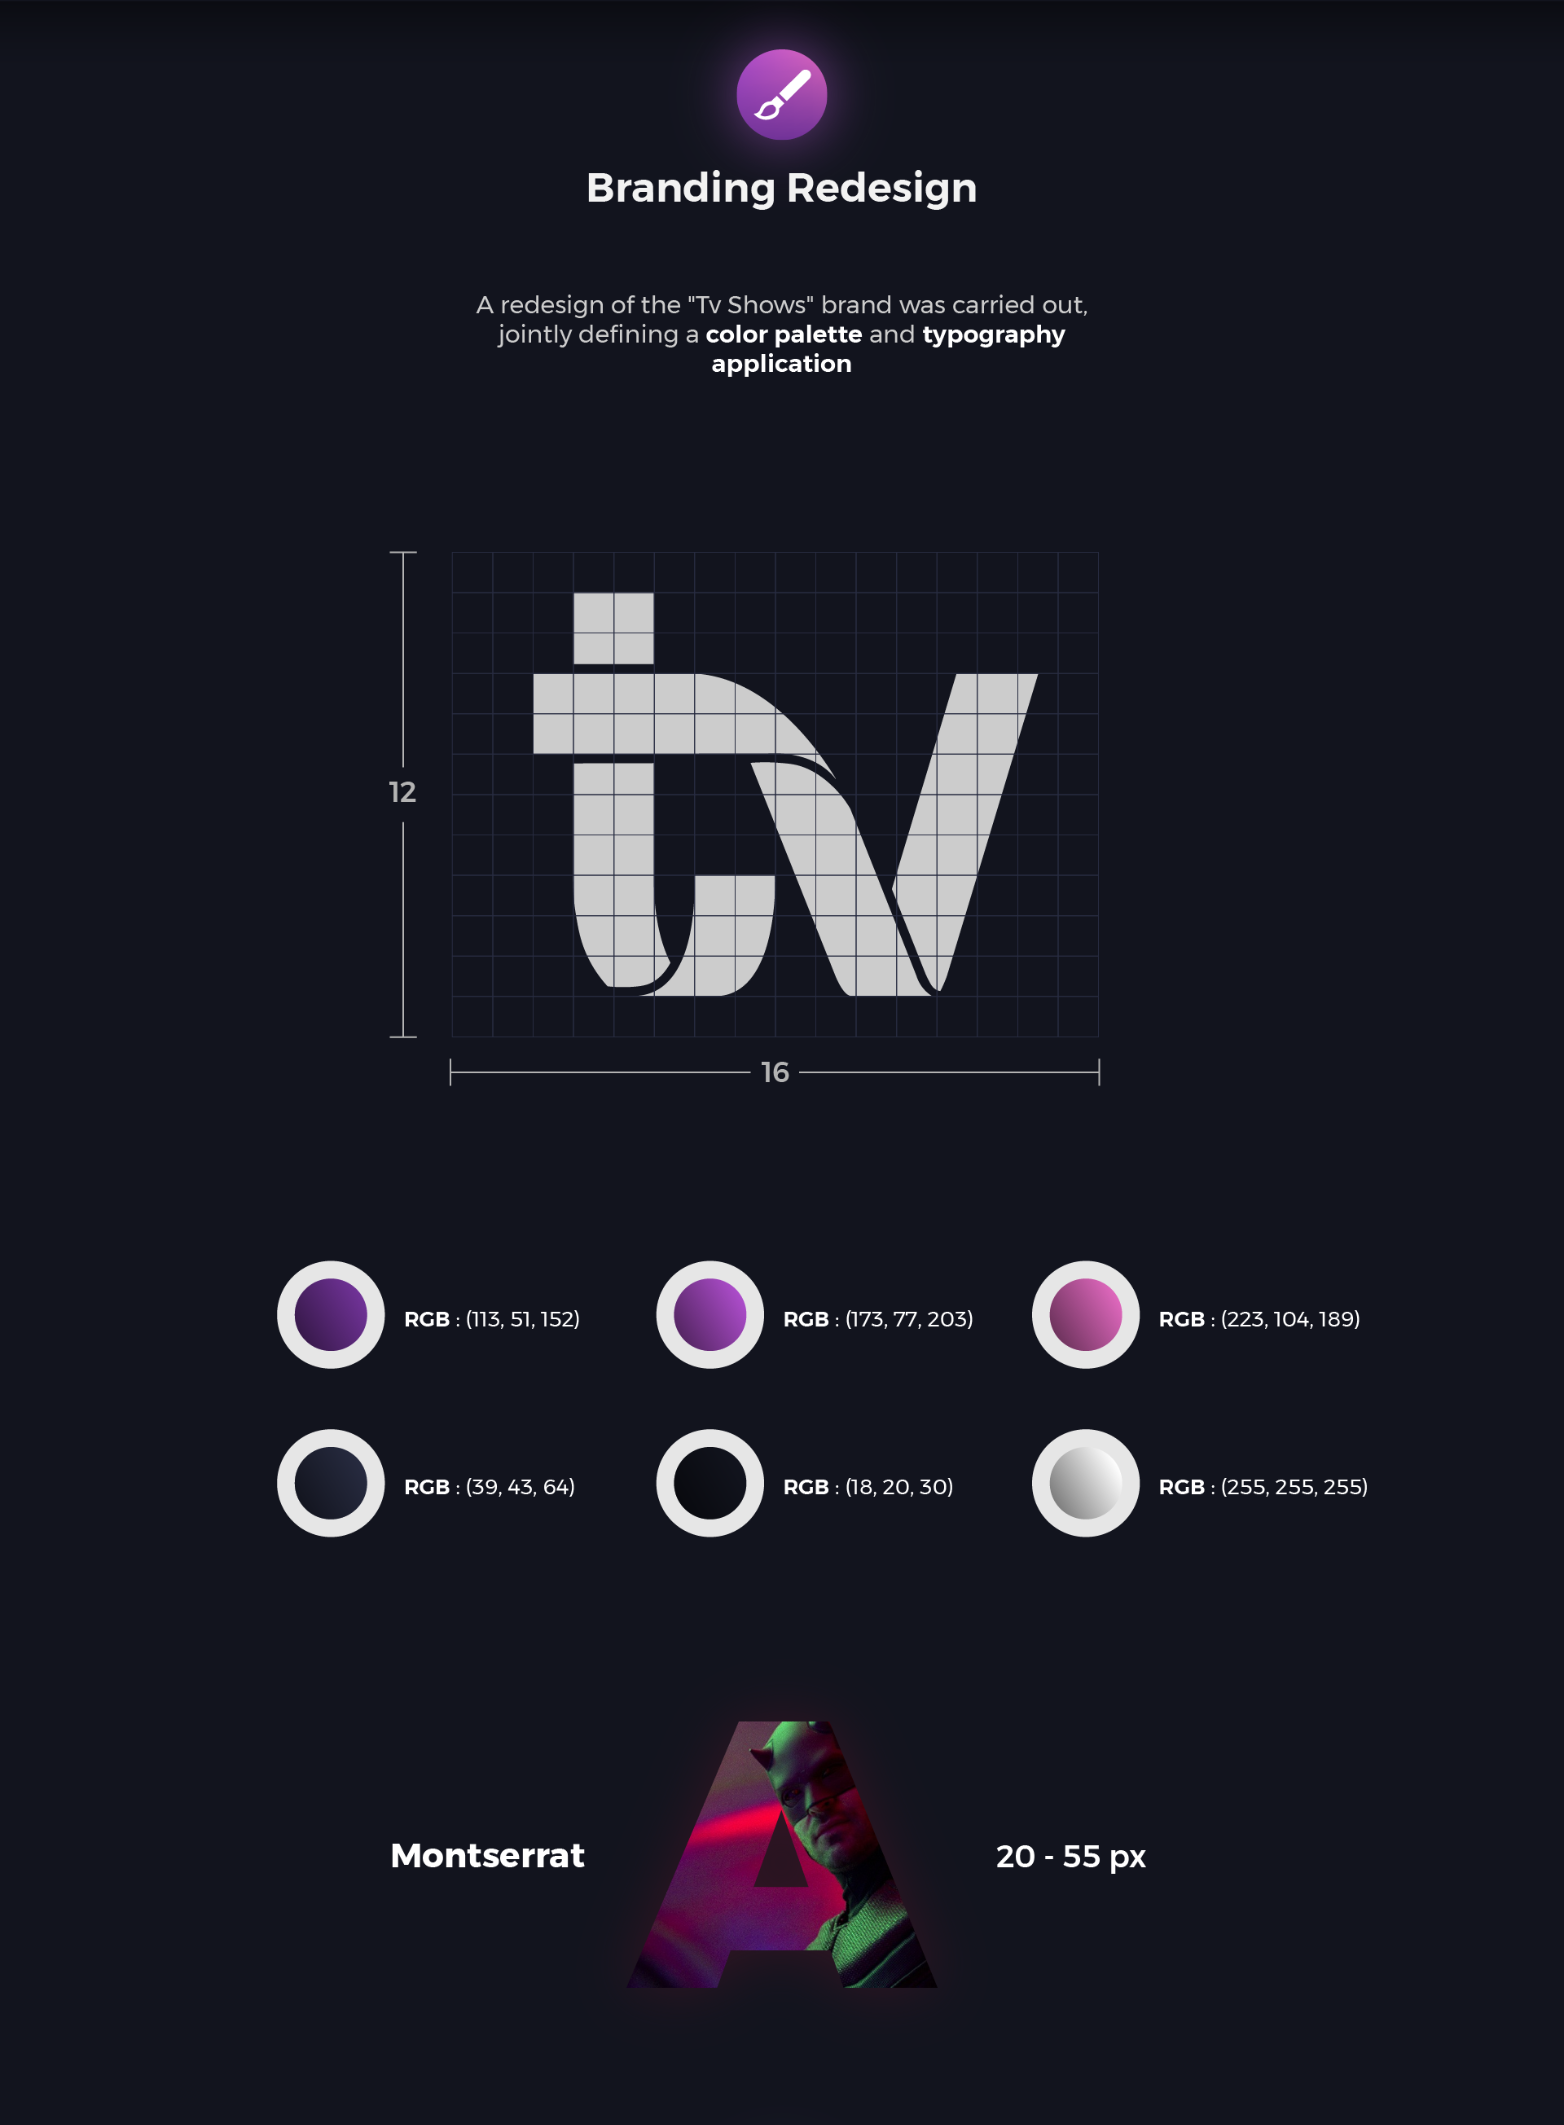 Branding Redesign
A redesign of the "Tv Shows" brand was carried out,
jointly defining a color palette and typography
application
tv
12
16
RGB : (113, 51, 152)
RGB : (173, 77, 203)
RGB : (223, 104, 189)
RGB : (39, 43, 64)
RGB : (18, 20, 30)
RGB : (255, 255, 255)
Montserrat
A
20 - 55 px